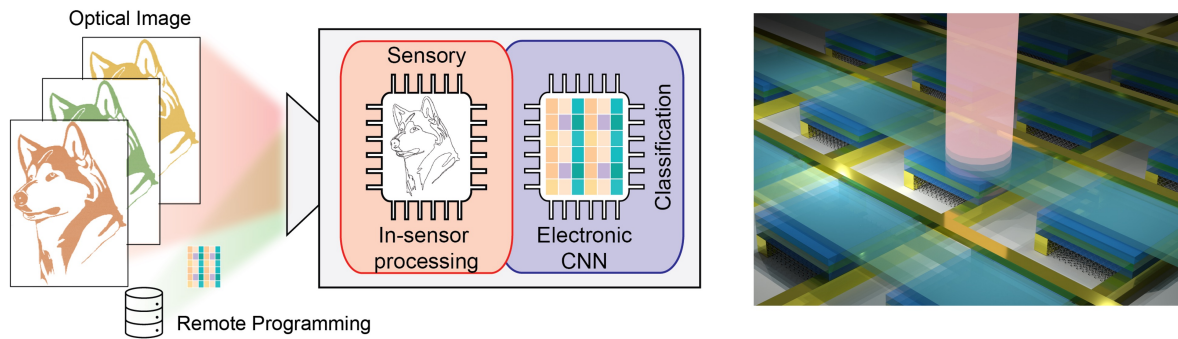 Optical Image
Sensory
In-sensor
processing
Electronic
CNN
Classification
Remote Programming